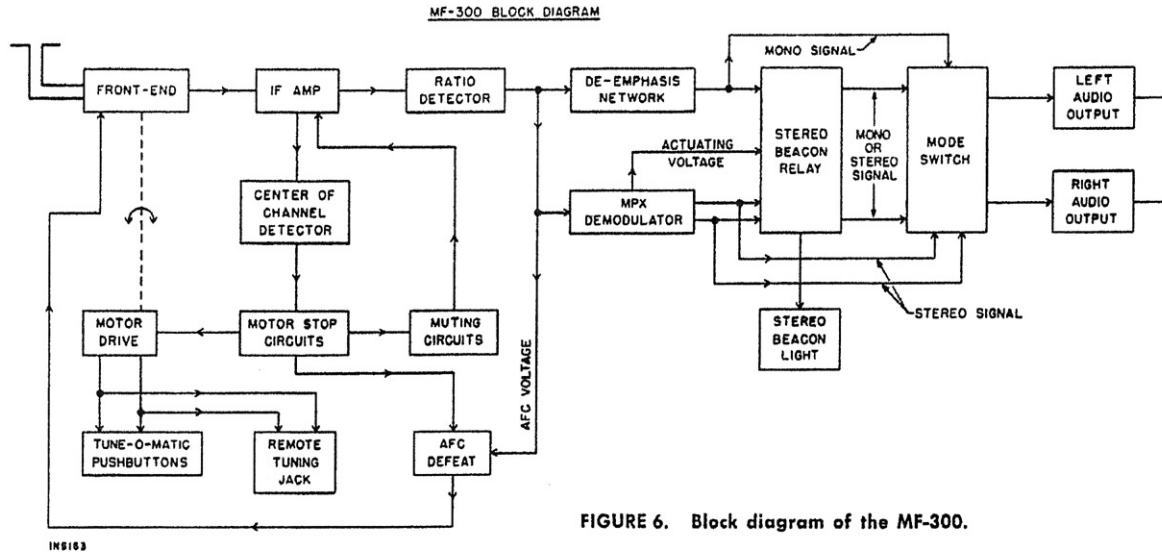 MF-300 BLOCK DIAGRAM
MONO SIGNAL
FRONT-END
IF AMP
RATIO
DETECTOR
DE-EMPHASIS
NETWORK
STEREO
BEACON
RELAY
MONO
OR
STEREO
SIGNAL
MODE
SWITCH
LEFT
AUDIO
OUTPUT
ACTUATING
VOLTAGE
CENTER OF
CHANNEL
DETECTOR
MPX
DEMODULATOR
RIGHT
AUDIO
OUTPUT
MOTOR
DRIVE
MOTOR STOP
CIRCUITS
MUTING
CIRCUITS
STEREO
BEACON
LIGHT
STEREO SIGNAL
AFC VOLTAGE
TUNE-O-MATIC
PUSHBUTTONS
REMOTE
TUNING
JACK
AFC
DEFEAT
FIGURE 6. Block diagram of the MF-300.
INS163